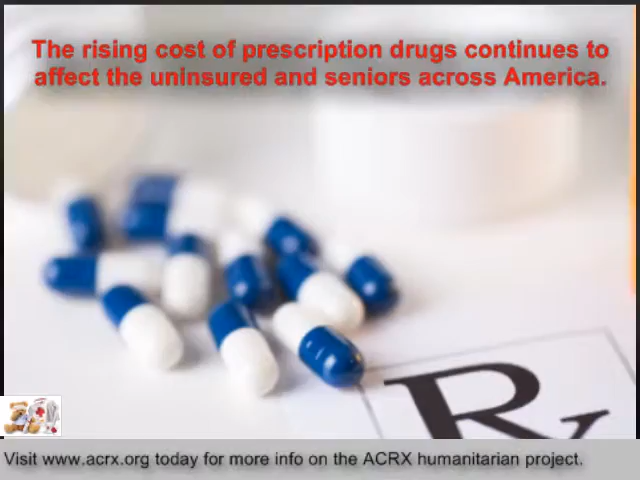 The rising cost of prescription drugs continues to
affect the uninsured and seniors across America.
Rx
Visit www.acrx.org today for more info on the ACRX humanitarian project.